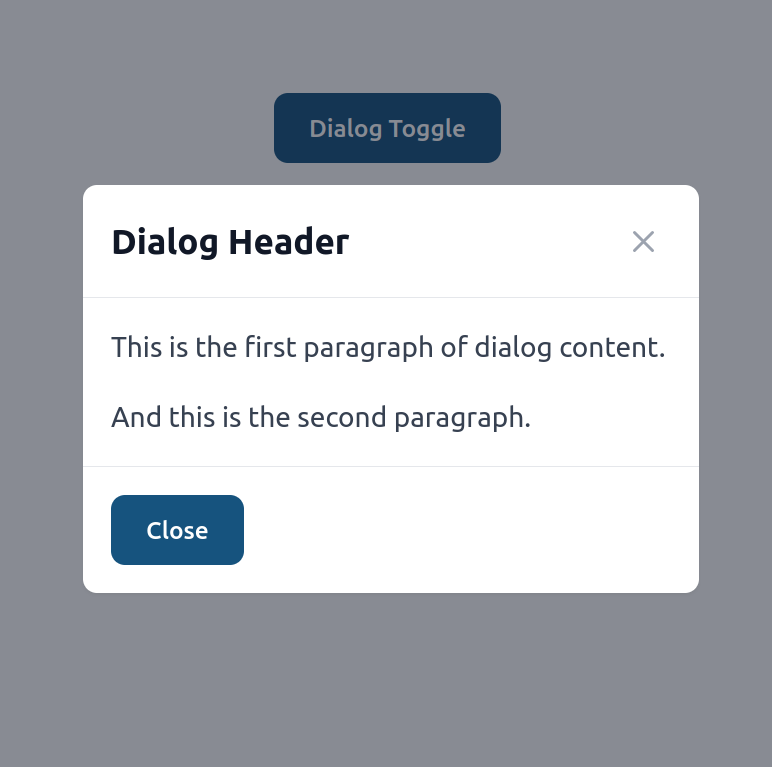 Dialog Toggle
Dialog Header
This is the first paragraph of dialog content.
And this is the second paragraph.
Close